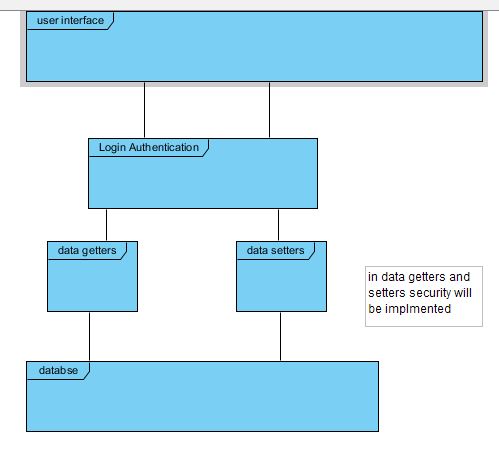 user interface
Login Authentication
data getters
data setters
in data getters and
setters security will
be implmented
databse